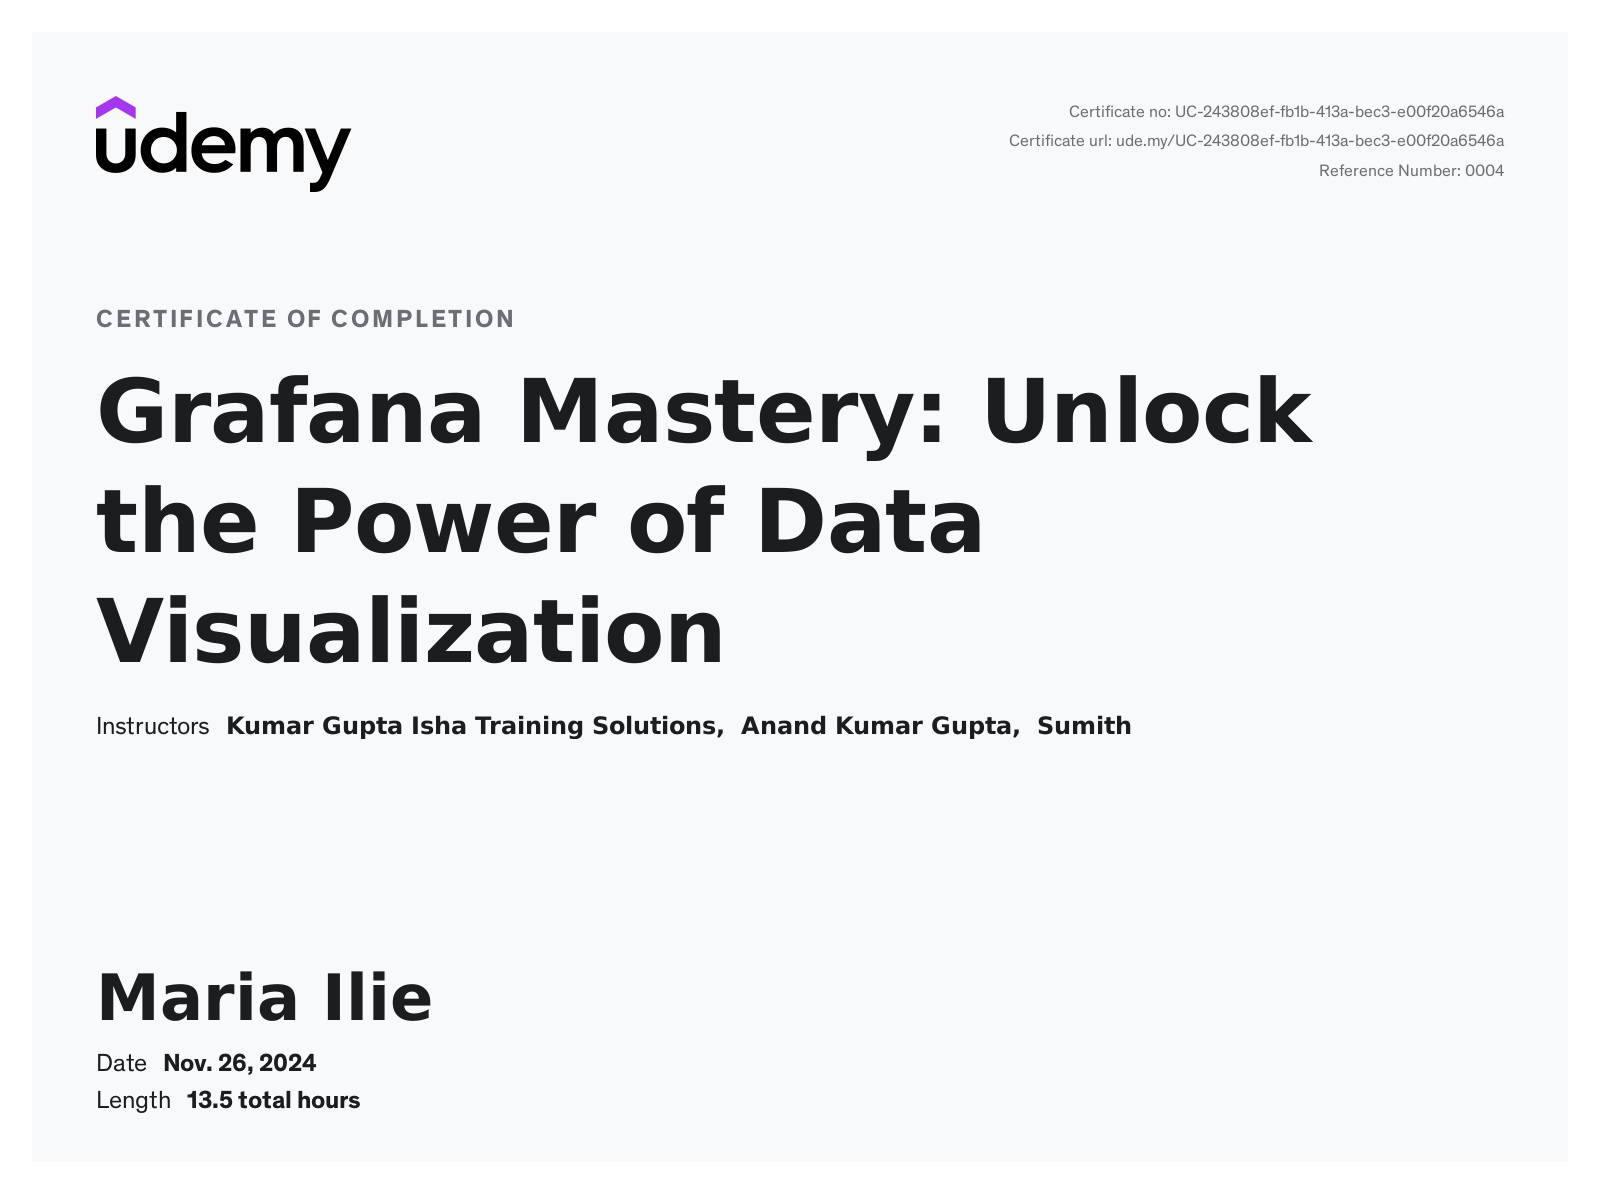 udemy
Certificate no: UC-243808ef-fb1b-413a-bec3-e00f20a6546a
Certificate url: ude.my/UC-243808ef-fb1b-413a-bec3-e00f20a6546a
Reference Number: 0004
CERTIFICATE OF COMPLETION
Grafana Mastery: Unlock
the Power of Data
Visualization
Instructors Kumar Gupta Isha Training Solutions, Anand Kumar Gupta, Sumith
Maria Ilie
Date Nov. 26, 2024
Length 13.5 total hours